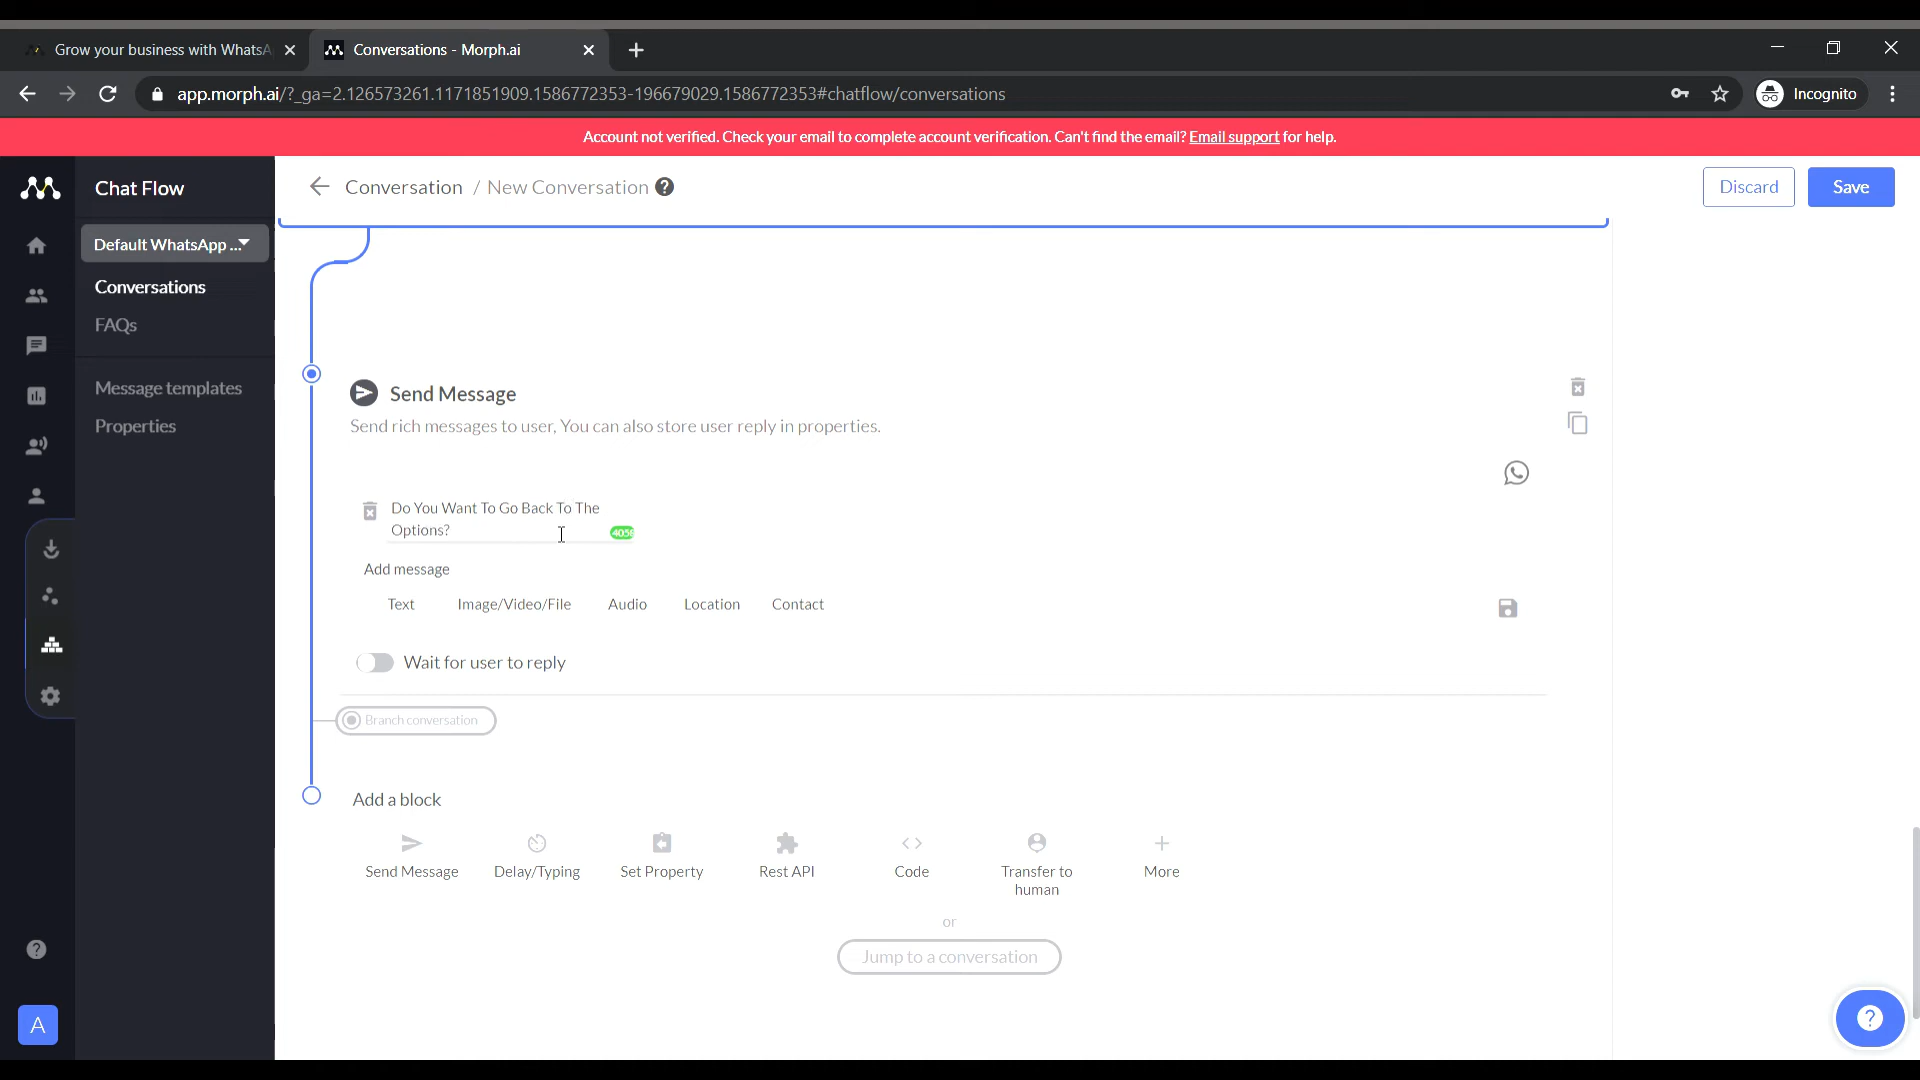 Grow your business with WhatsA
Conversations - Morph.ai
app.morph.ai/?_ga=2.126573261.1171851909.1586772353-196679029.1586772353#chatflow/conversations
Incognito
Account not verified. Check your email to complete account verification. Can't find the email? Email support for help.
Chat Flow
Conversation / New Conversation
Discard
Save
Default WhatsApp ...
Conversations
FAQs
Message templates
Properties
Send Message
Send rich messages to user, You can also store user reply in properties.
Do You Want To Go Back To The
Options?
Add message
Text
Image/Video/File
Audio
Location
Contact
Wait for user to reply
Branch conversation
Add a block
Send Message
Delay/Typing
Set Property
Rest API
Code
Transfer to
human
More
or
Jump to a conversation
A